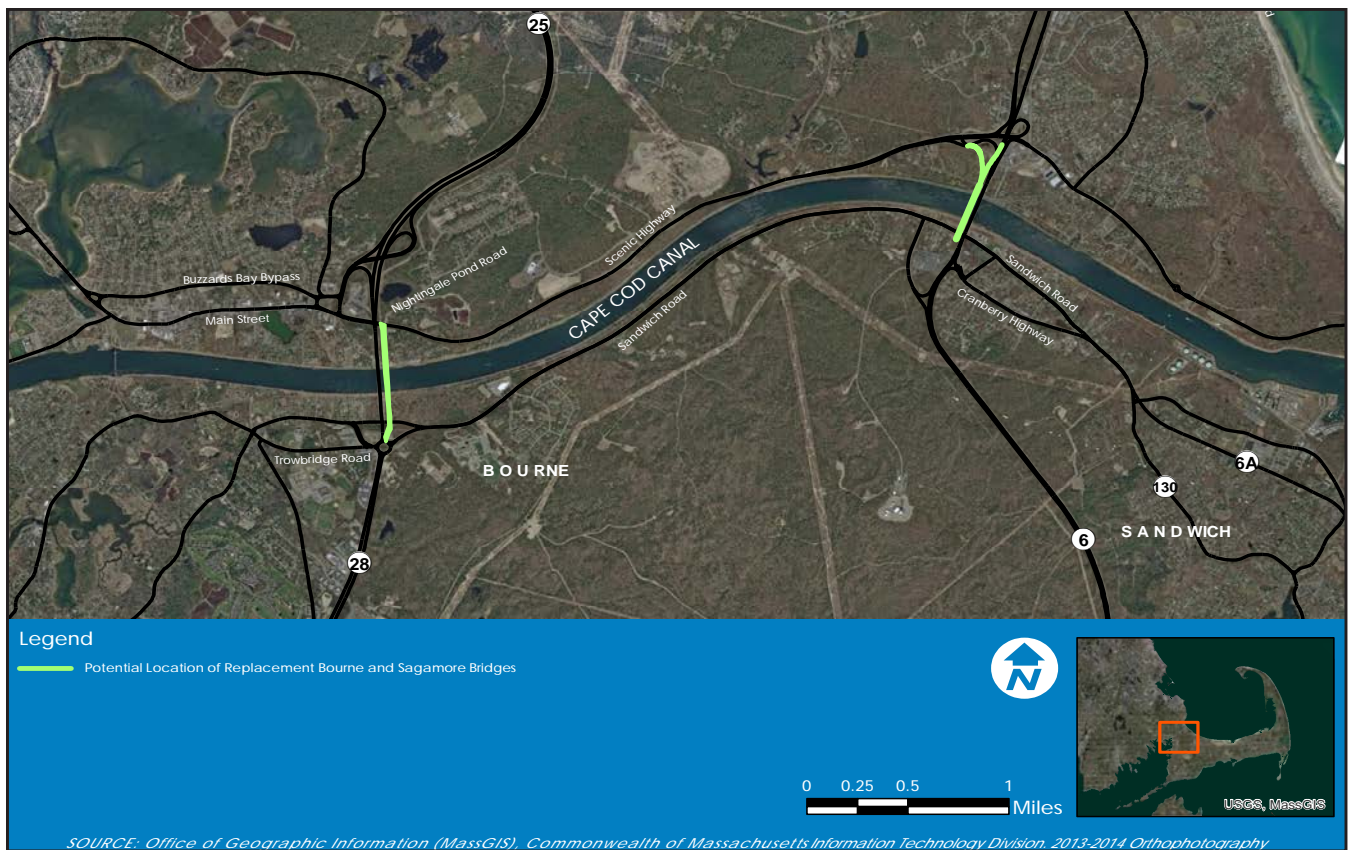 25
Scenic Highway
Nightingale Pond Road
Buzzards Bay Bypass
Main Street
CAPE COD CANAL
Sandwich Road
Sandwich Road
Cranberry Highway
Trowbridge Road
BOURNE
6A
130
SANDWICH
6
28
Legend
Potential Location of Replacement Bourne and Sagamore Bridges
N
0 0.25 0.5 1
Miles
USGS, MassGIS
SOURCE: Office of Geographic Information (MassGIS), Commonwealth of Massachusetts Information Technology Division. 2013-2014 Orthophotography